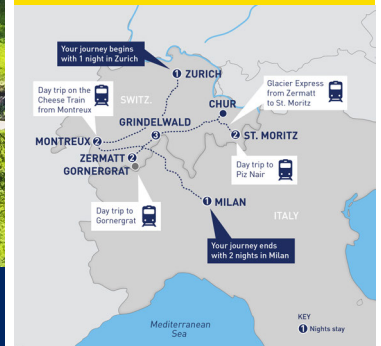 Your journey begins
with 1 night in Zurich
1 ZURICH
Day trip on the
Cheese Train
from Montreux
SWITZ.
Glacier Express
from Zermatt
to St. Moritz
CHUR
GRINDELWALD
3
MONTREUX 2
2 ST. MORITZ
ZERMATT 2
GORNERGRAT
Day trip to
Piz Nair
Day trip to
Gornergrat
1 MILAN
ITALY
Your journey ends
with 2 nights in Milan
Mediterranean
Sea
KEY
1 Nights stay